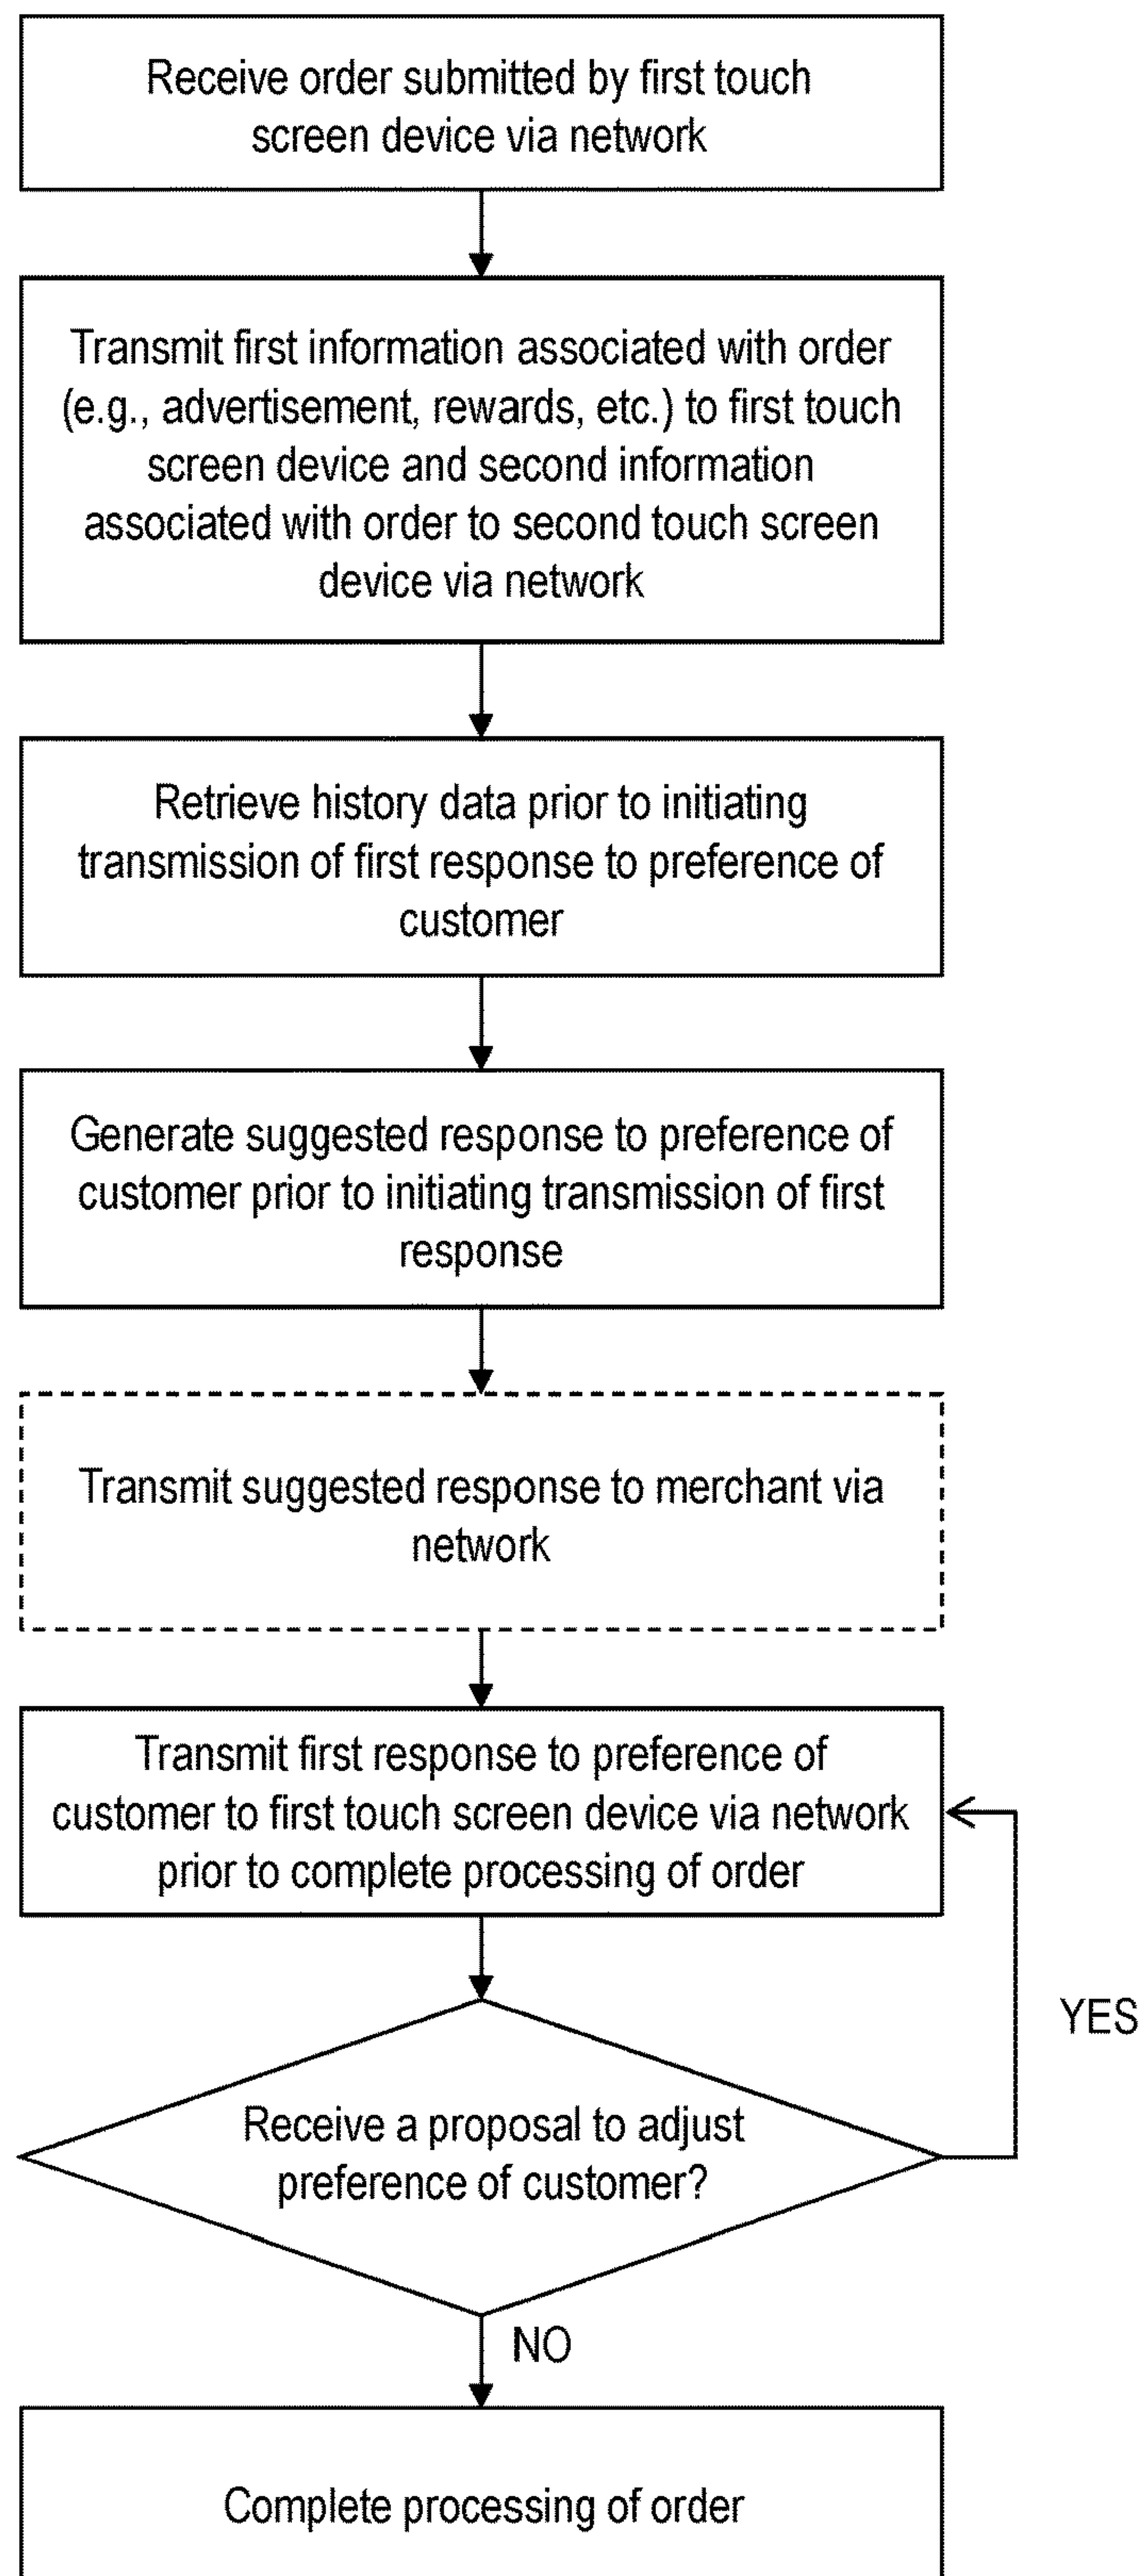 Receive order submitted by first touch
screen device via network
Transmit first information associated with order
(e.g., advertisement, rewards, etc.) to first touch
screen device and second information
associated with order to second touch screen
device via network
Retrieve history data prior to initiating
transmission of first response to preference of
customer
Generate suggested response to preference of
customer prior to initiating transmission of first
response
Transmit suggested response to merchant via
network
Transmit first response to preference of
customer to first touch screen device via network
prior to complete processing of order
YES
Receive a proposal to adjust
preference of customer?
NO
Complete processing of order